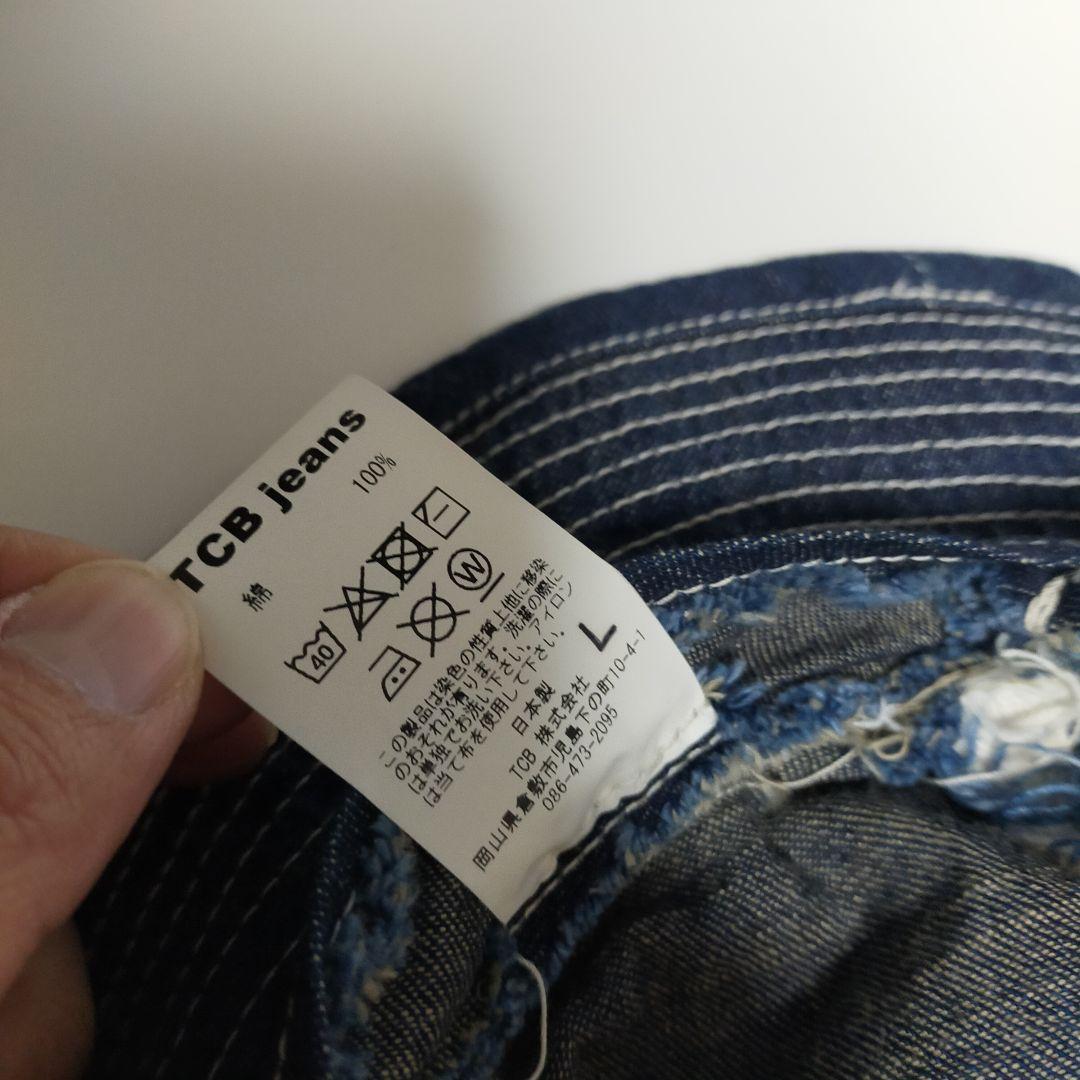 TCB jeans
綿 100%
40
W
この製品は染色の性質上他に移染
のおそれが有ります。洗濯の際に
は単独でお洗い下さい。アイロン
は当て布を使用して下さい。
L
日本製
TCB 株式会社
岡山県倉敷市児島下の町10-4-1
086-473-2095